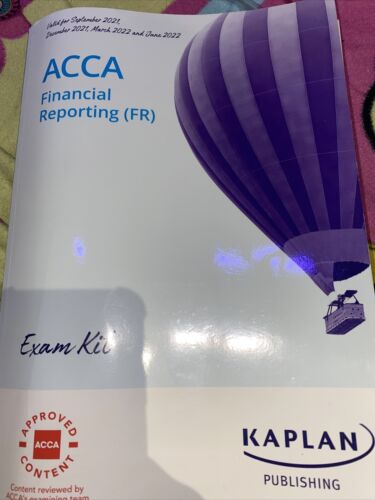 Valid for September 2021,
December 2021, March 2022 and June 2022
ACCA
Financial
Reporting (FR)
Exam Kit
APPROVED
ACCA
CONTENT
Content reviewed by
ACCA's examining team
KAPLAN
PUBLISHING